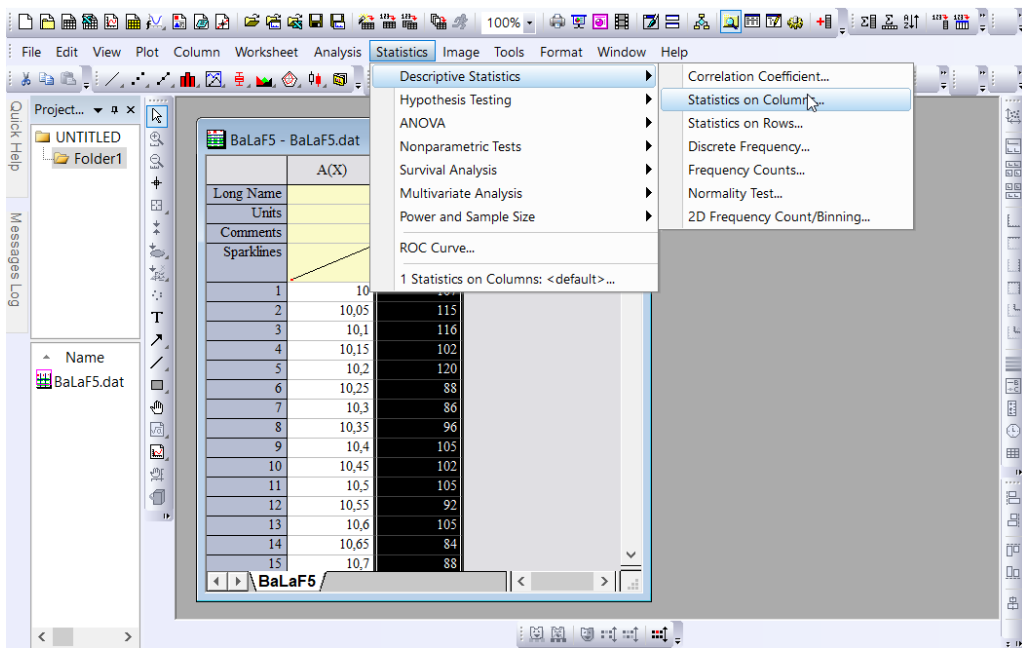 100%
File Edit View Plot Column Worksheet Analysis Statistics Image Tools Format Window Help
Quick Help
Messages Log
Project...
UNTITLED
Folder1
Name
BaLaF5.dat
BaLaF5 - BaLaF5.dat
A(X)
Long Name
Units
Comments
Sparklines
1 10
2 10,05 115
3 10,1 116
4 10,15 102
5 10,2 120
6 10,25 88
7 10,3 86
8 10,35 96
9 10,4 105
10 10,45 102
11 10,5 105
12 10,55 92
13 10,6 105
14 10,65 84
15 10,7 88
BaLaF5
Descriptive Statistics
Hypothesis Testing
ANOVA
Nonparametric Tests
Survival Analysis
Multivariate Analysis
Power and Sample Size
ROC Curve...
1 Statistics on Columns: <default>...
Correlation Coefficient...
Statistics on Columns...
Statistics on Rows...
Discrete Frequency...
Frequency Counts...
Normality Test...
2D Frequency Count/Binning...